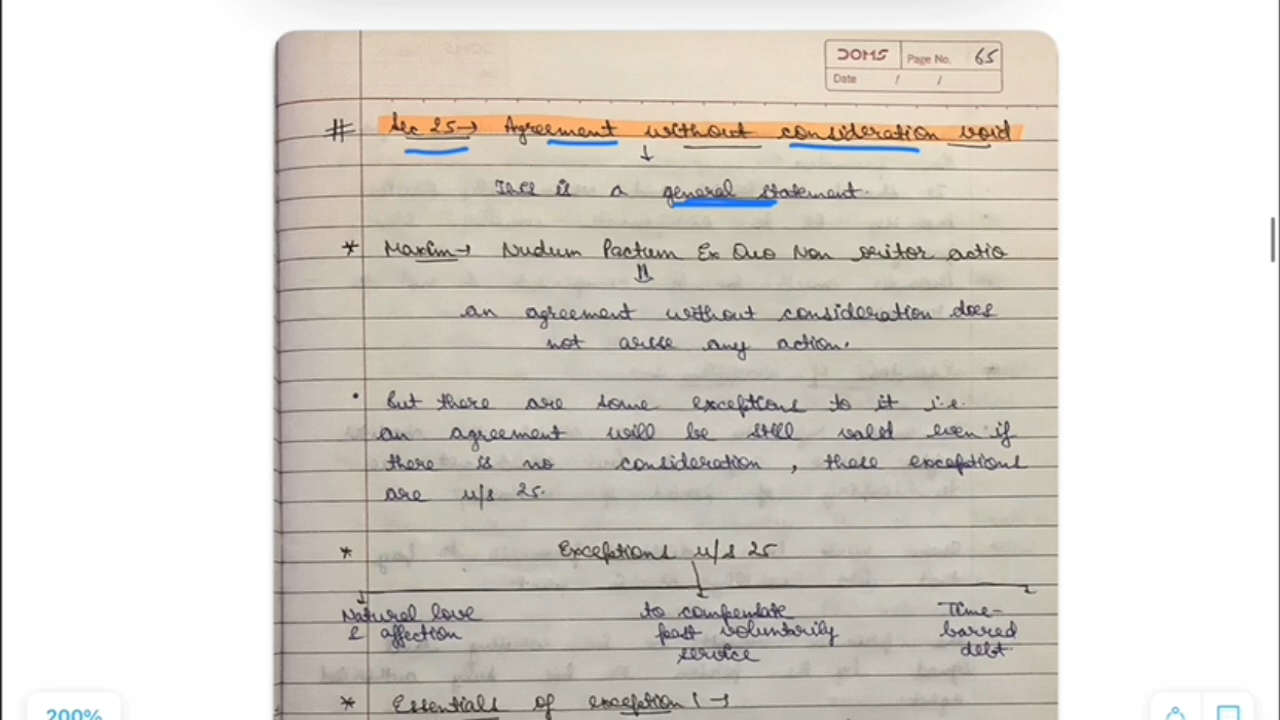 DOMS Page No. 65
Date / /
# Sec 25→ Agreement without consideration void
↓
This is a general statement.
* Maxim→ Nudum Pactum Ex Quo Non oritor actio
⇓
an agreement without consideration does
not arise any action.
• But there are some exceptions to it i.e.
an agreement will be still valid even if
there is no consideration, these exceptions
are u/s 25.
* Exceptions u/s 25
Natural love
& affection
to compensate
past voluntarily
service
Time-
barred
debt.
* Essentials of exception 1→
200%